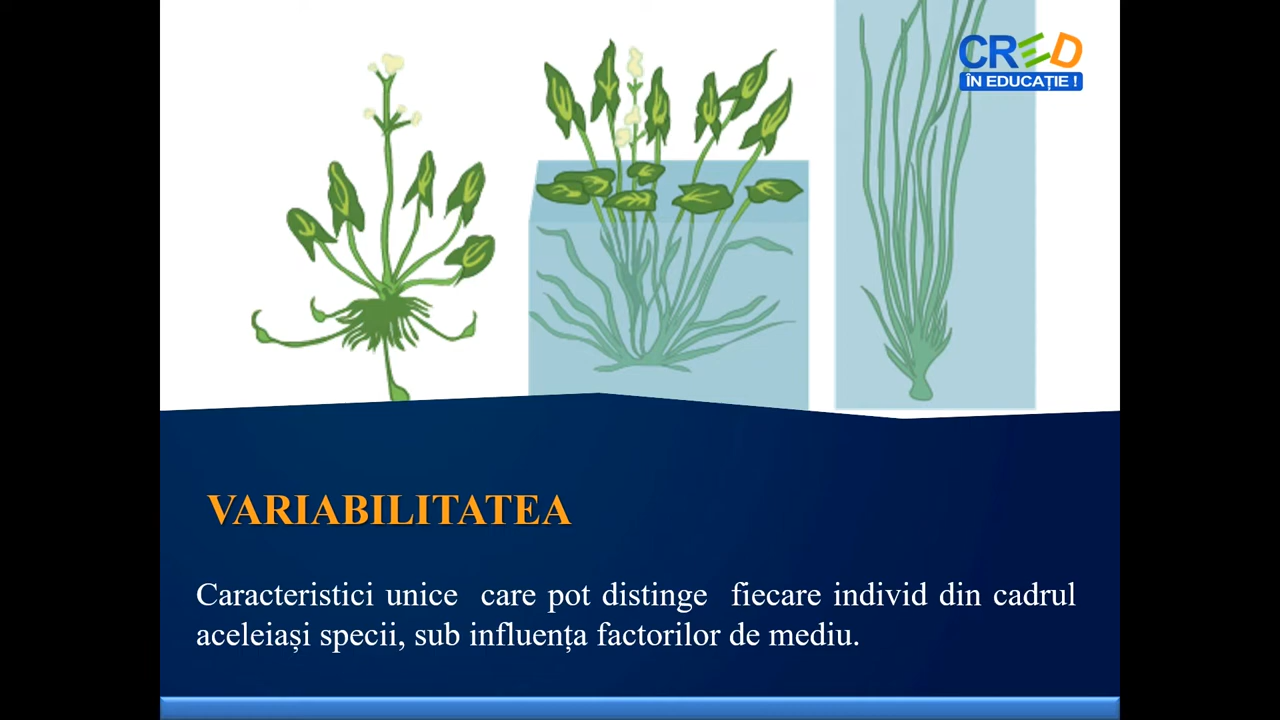 CRED
ÎN EDUCAȚIE !
VARIABILITATEA
Caracteristici unice care pot distinge fiecare individ din cadrul
aceleiași specii, sub influența factorilor de mediu.